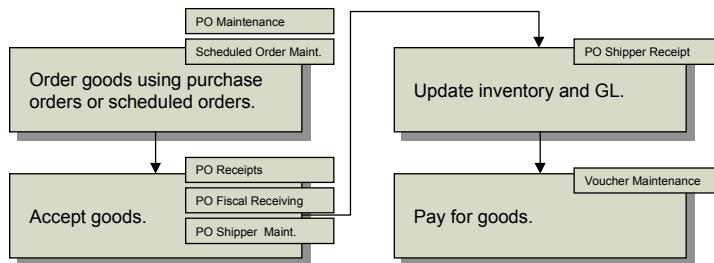 PO Maintenance
Scheduled Order Maint.
Order goods using purchase
orders or scheduled orders.
PO Receipts
PO Fiscal Receiving
PO Shipper Maint.
Accept goods.
PO Shipper Receipt
Update inventory and GL.
Voucher Maintenance
Pay for goods.